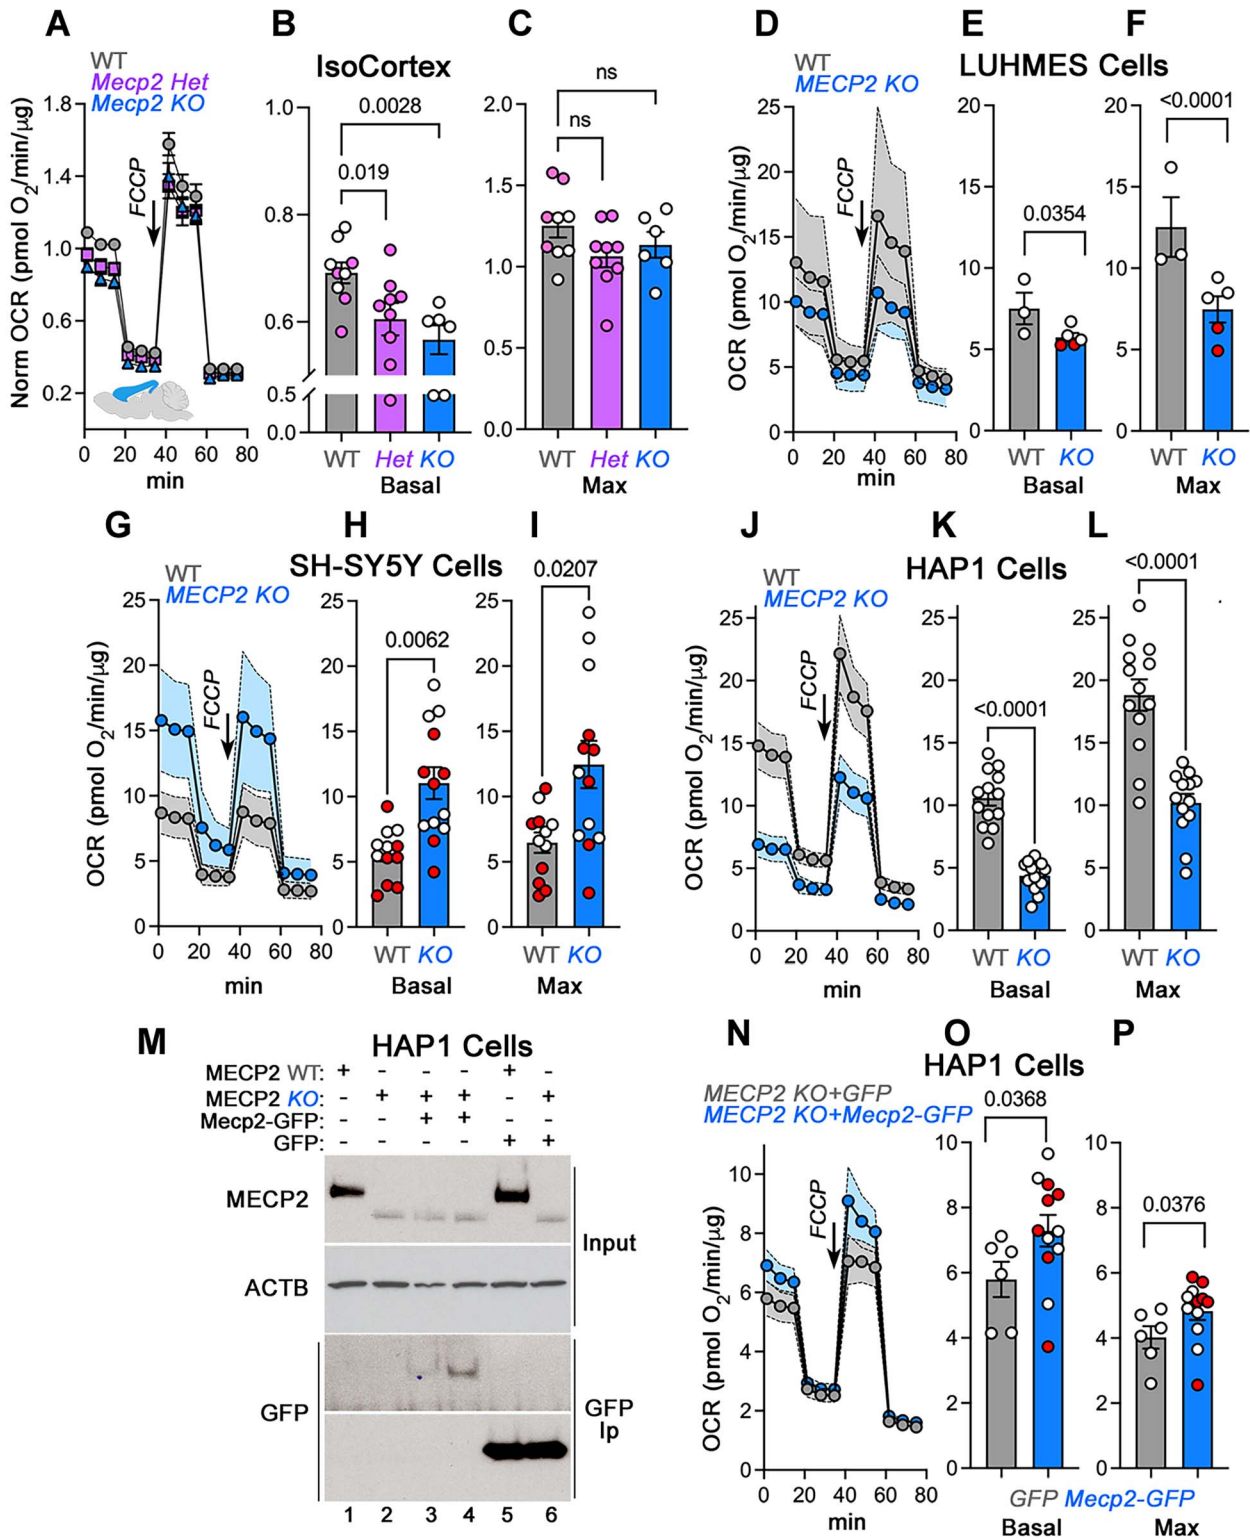 A
B
C
D
E
F
WT
Mecp2 Het
Mecp2 KO
IsoCortex
WT
MECP2 KO
LUHMES Cells
Norm OCR (pmol O2/min/µg)
1.8
1.4
1.0
0.6
0.2
FCCP
0 20 40 60 80
min
1.0
0.8
0.6
0.5
0.0
0.0028
0.019
WT Het KO
Basal
2.0
1.5
1.0
0.5
0.0
ns
ns
WT Het KO
Max
OCR (pmol O2/min/µg)
25
20
15
10
5
0
FCCP
0 20 40 60 80
min
20
15
10
5
0
0.0354
WT KO
Basal
20
15
10
5
0
<0.0001
WT KO
Max
G
H
I
J
K
L
WT
MECP2 KO
SH-SY5Y Cells
WT
MECP2 KO
HAP1 Cells
OCR (pmol O2/min/µg)
25
20
15
10
5
0
FCCP
0 20 40 60 80
min
25
20
15
10
5
0
0.0062
WT KO
Basal
25
20
15
10
5
0
0.0207
WT KO
Max
OCR (pmol O2/min/µg)
25
20
15
10
5
0
FCCP
0 20 40 60 80
min
25
20
15
10
5
0
<0.0001
WT KO
Basal
25
20
15
10
5
0
<0.0001
WT KO
Max
M
HAP1 Cells
MECP2 WT: + - - - + -
MECP2 KO: - + + + - +
Mecp2-GFP: - - + + - -
GFP: - - - - + +
MECP2
ACTB
Input
GFP
GFP
Ip
1 2 3 4 5 6
N
O
P
HAP1 Cells
MECP2 KO+GFP
MECP2 KO+Mecp2-GFP
OCR (pmol O2/min/µg)
10
8
6
4
2
0
FCCP
0 20 40 60 80
min
10
8
6
4
2
0
0.0368
10
8
6
4
2
0
0.0376
GFP Mecp2-GFP
Basal
Max